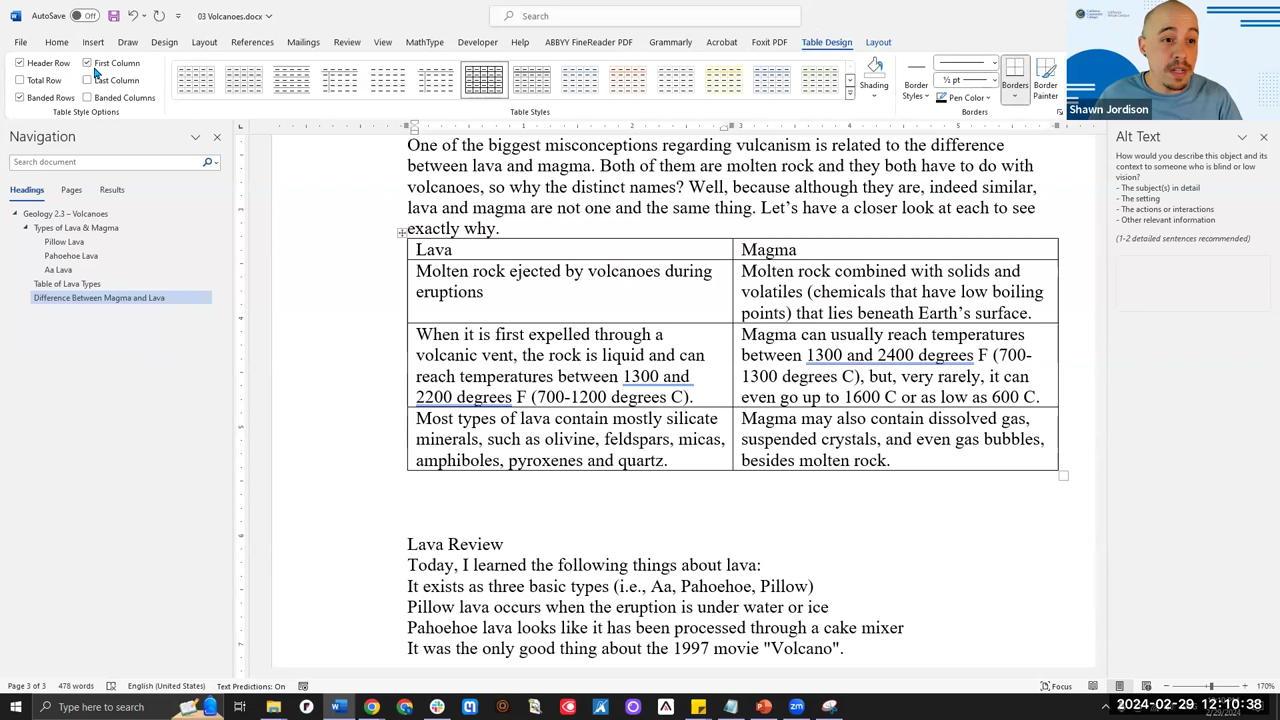 AutoSave Off 03 Volcanoes.docx Search
File Home Insert Draw Design Layout References Mailings Review View MathType Developer Help ABBYY FineReader PDF Grammarly Acrobat Foxit PDF Table Design Layout
Header Row First Column
Total Row Last Column
Banded Rows Banded Columns
Table Style Options
Table Styles
Shading
Border Styles
½ pt
Pen Color
Borders
Border Painter
Borders
Shawn Jordison
Navigation
Search document
Headings Pages Results
Geology 2.3 – Volcanoes
Types of Lava & Magma
Pillow Lava
Pahoehoe Lava
Aa Lava
Table of Lava Types
Difference Between Magma and Lava
One of the biggest misconceptions regarding vulcanism is related to the difference
between lava and magma. Both of them are molten rock and they both have to do with
volcanoes, so why the distinct names? Well, because although they are, indeed similar,
lava and magma are not one and the same thing. Let's have a closer look at each to see
exactly why.
Lava
Magma
Molten rock ejected by volcanoes during
eruptions
Molten rock combined with solids and
volatiles (chemicals that have low boiling
points) that lies beneath Earth's surface.
When it is first expelled through a
volcanic vent, the rock is liquid and can
reach temperatures between 1300 and
2200 degrees F (700-1200 degrees C).
Magma can usually reach temperatures
between 1300 and 2400 degrees F (700-
1300 degrees C), but, very rarely, it can
even go up to 1600 C or as low as 600 C.
Most types of lava contain mostly silicate
minerals, such as olivine, feldspars, micas,
amphiboles, pyroxenes and quartz.
Magma may also contain dissolved gas,
suspended crystals, and even gas bubbles,
besides molten rock.
Lava Review
Today, I learned the following things about lava:
It exists as three basic types (i.e., Aa, Pahoehoe, Pillow)
Pillow lava occurs when the eruption is under water or ice
Pahoehoe lava looks like it has been processed through a cake mixer
It was the only good thing about the 1997 movie "Volcano".
Alt Text
How would you describe this object and its
context to someone who is blind or low
vision?
- The subject(s) in detail
- The setting
- The actions or interactions
- Other relevant information
(1-2 detailed sentences recommended)
Page 3 of 3 478 words English (United States) Text Predictions: On Focus 170%
Type here to search
2024-02-29 12:10:38